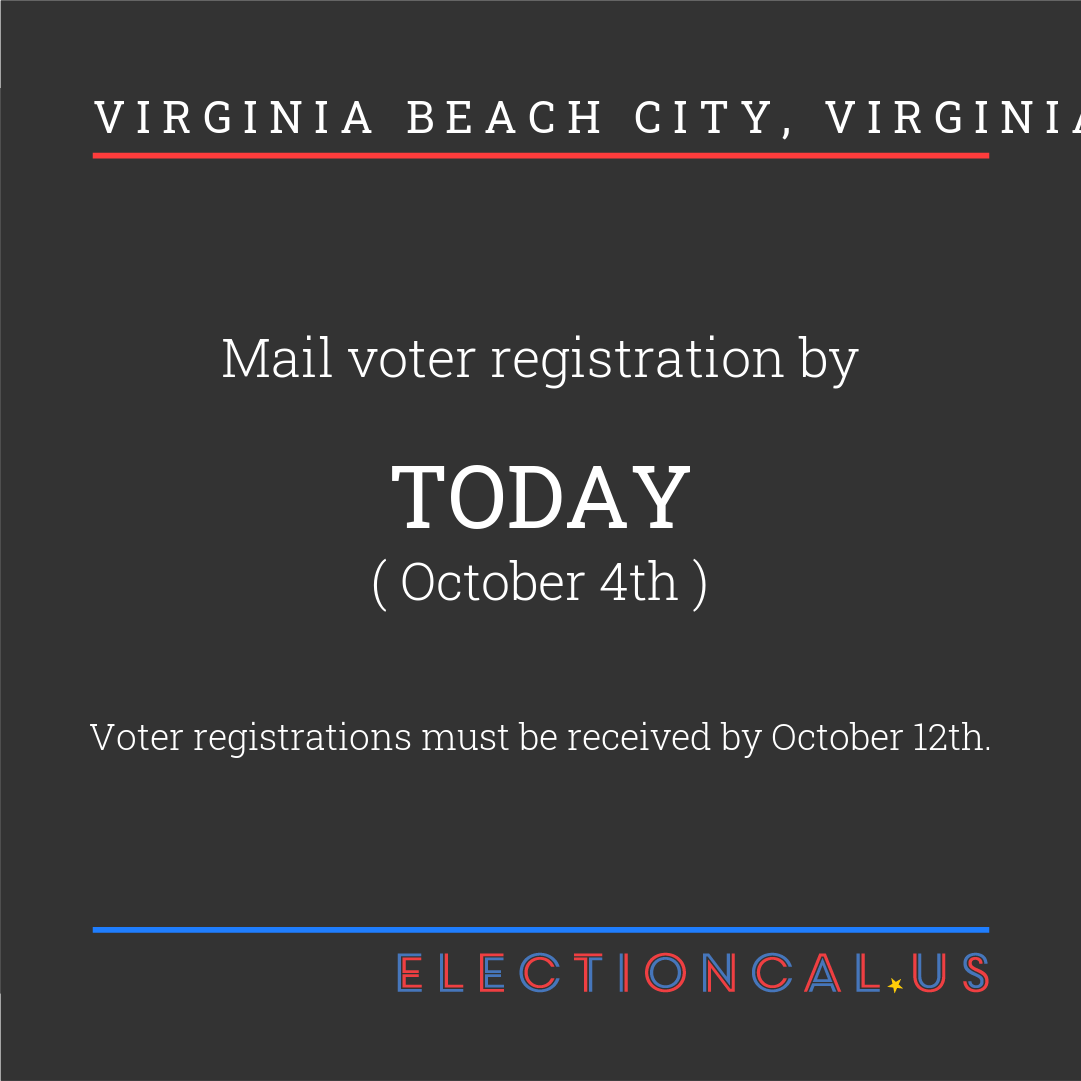 VIRGINIA BEACH CITY, VIRGINIA
Mail voter registration by
TODAY
( October 4th )
Voter registrations must be received by October 12th.
ELECTIONCAL.US